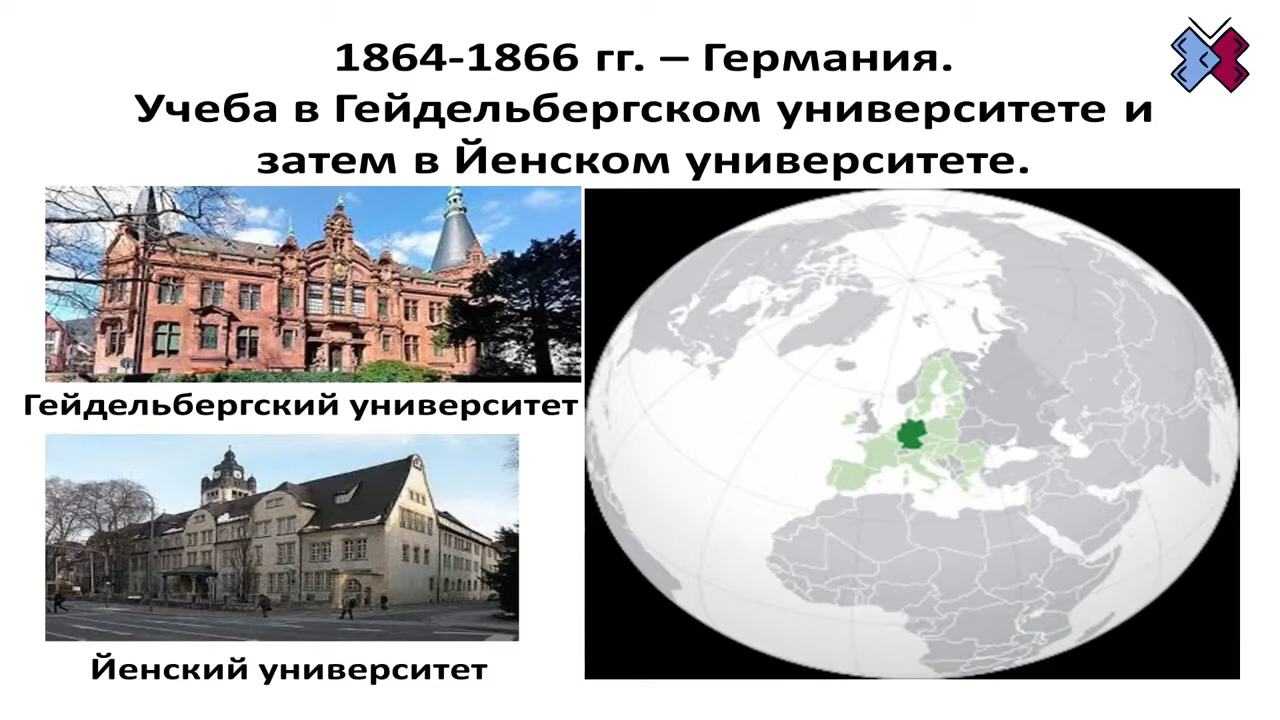 1864-1866 гг. – Германия.
Учеба в Гейдельбергском университете и
затем в Йенском университете.
Гейдельбергский университет
Йенский университет